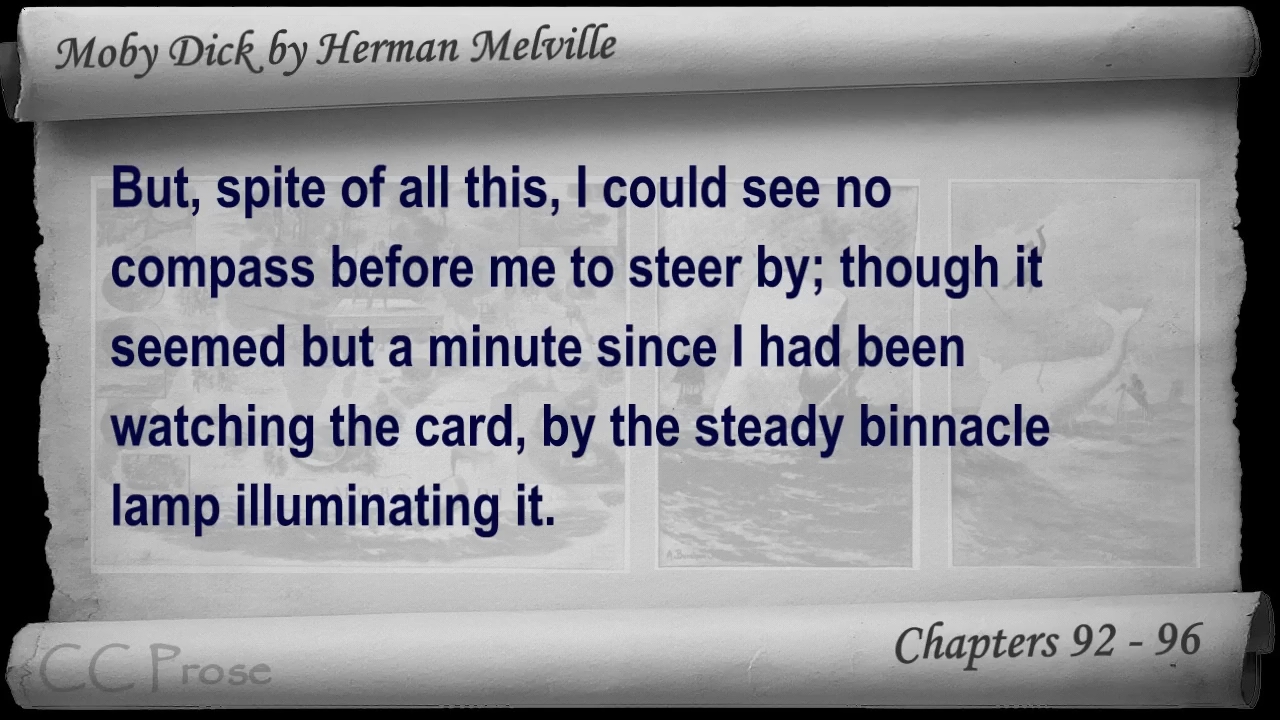 Moby Dick by Herman Melville
But, spite of all this, I could see no
compass before me to steer by; though it
seemed but a minute since I had been
watching the card, by the steady binnacle
lamp illuminating it.
Chapters 92 - 96
CC Prose